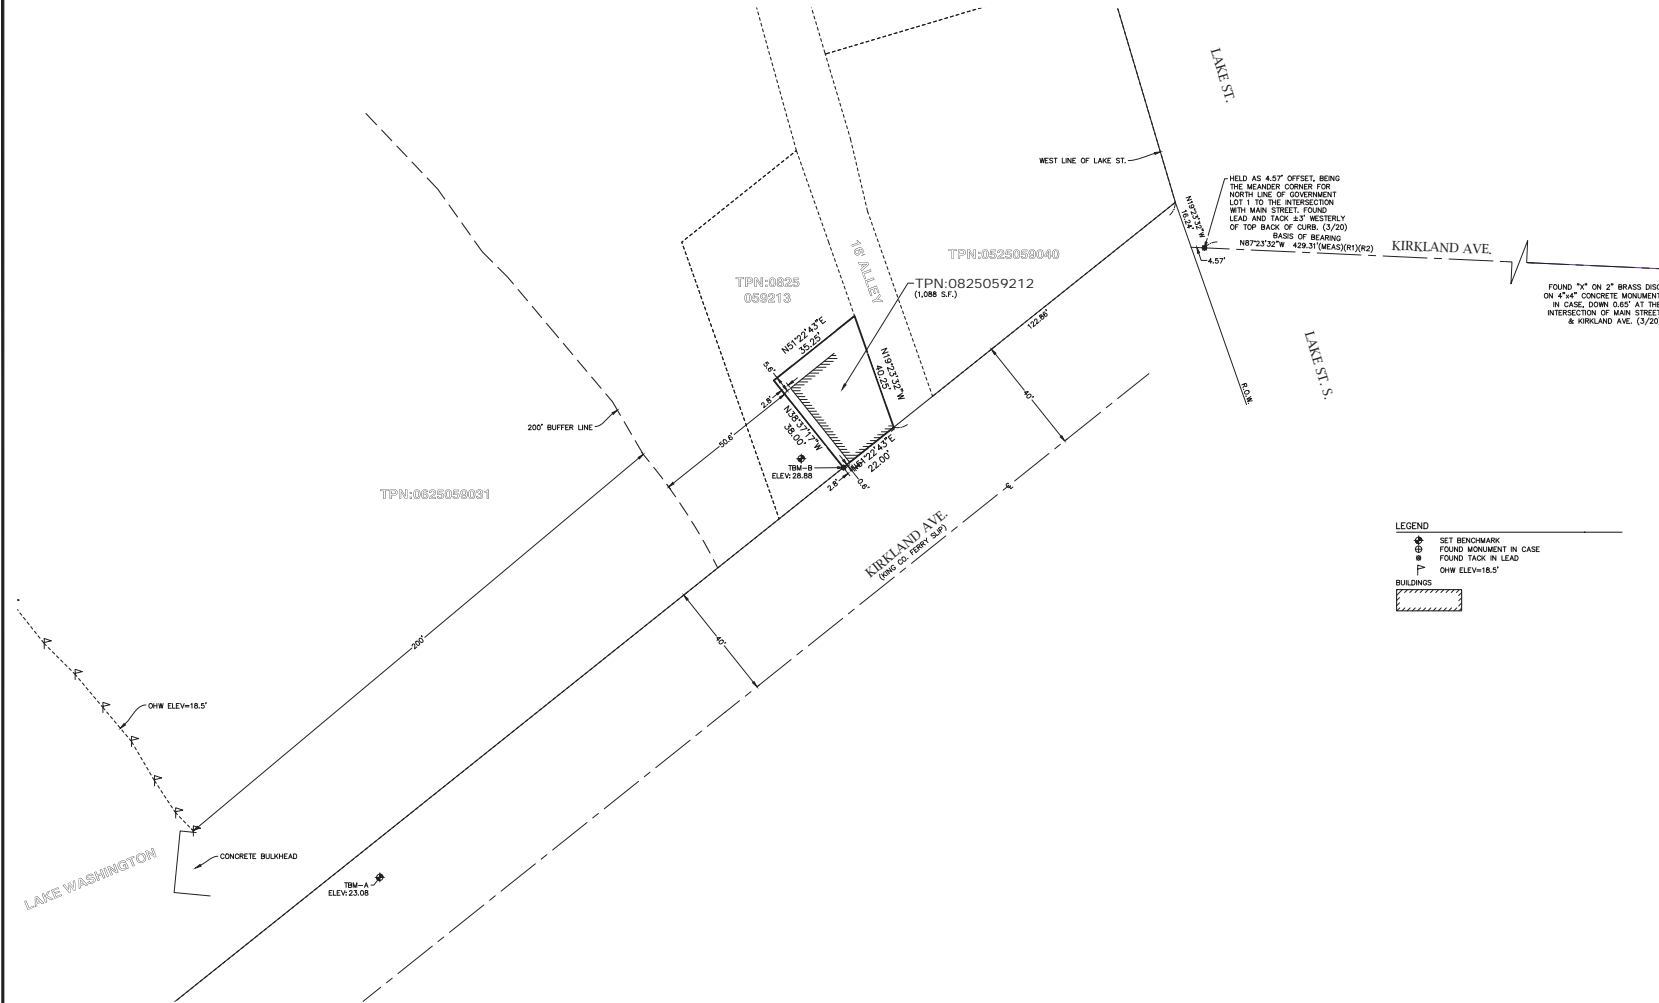 LAKE ST.
WEST LINE OF LAKE ST.
HELD AS 4.57' OFFSET, BEING
THE MEANDER CORNER FOR
NORTH LINE OF GOVERNMENT
LOT 1 TO THE INTERSECTION
WITH MAIN STREET. FOUND
LEAD AND TACK ±3' WESTERLY
OF TOP BACK OF CURB. (3/20)
BASIS OF BEARING
N87°23'32"W 429.31'(MEAS)(R1)(R2)
KIRKLAND AVE.
N19°23'32"W
16.24'
4.57'
FOUND "X" ON 2" BRASS DISC
ON 4"x4" CONCRETE MONUMENT
IN CASE, DOWN 0.65' AT THE
INTERSECTION OF MAIN STREET
& KIRKLAND AVE. (3/20)
16' ALLEY
TPN:0525059040
TPN:0825
059213
TPN:0825059212
(1,088 S.F.)
N51°22'43"E
35.25'
N19°23'32"W
40.25'
122.86'
LAKE ST. S.
R.O.W.
5.6'
2.8'
N38°37'17"W
38.00'
40'
200' BUFFER LINE
50.6'
N51°22'43"E
22.00'
TBM-B
ELEV:28.88
2.8'
0.6'
TPN:0625059031
KIRKLAND AVE.
(KING CO. FERRY SLIP)
LEGEND
SET BENCHMARK
FOUND MONUMENT IN CASE
FOUND TACK IN LEAD
OHW ELEV=18.5'
BUILDINGS
200'
40'
OHW ELEV=18.5'
CONCRETE BULKHEAD
LAKE WASHINGTON
TBM-A
ELEV:23.08